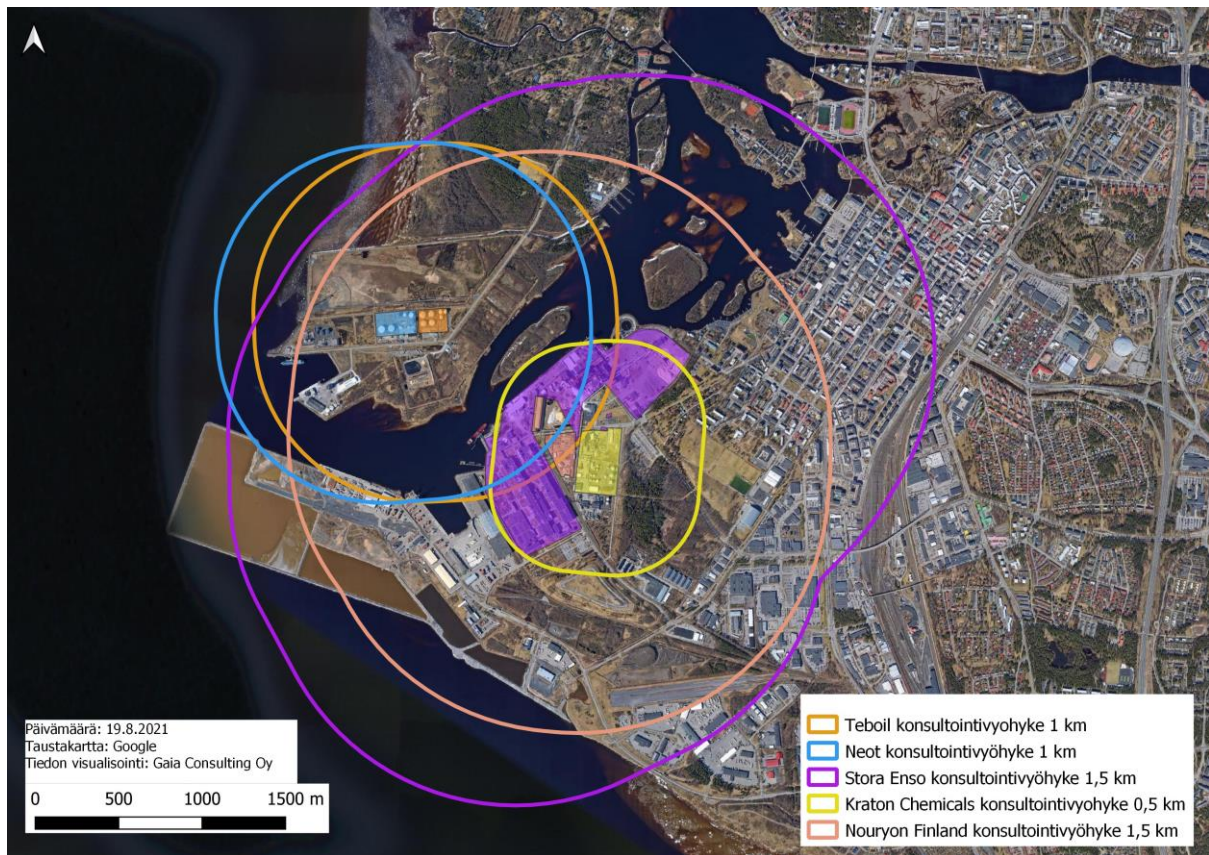 Päivämäärä: 19.8.2021
Taustakartta: Google
Tiedon visualisointi: Gaia Consulting Oy
0 500 1000 1500 m
Teboil konsultointivyohyke 1 km
Neot konsultointivyöhyke 1 km
Stora Enso konsultointivyöhyke 1,5 km
Kraton Chemicals konsultointivyohyke 0,5 km
Nouryon Finland konsultointivyöhyke 1,5 km